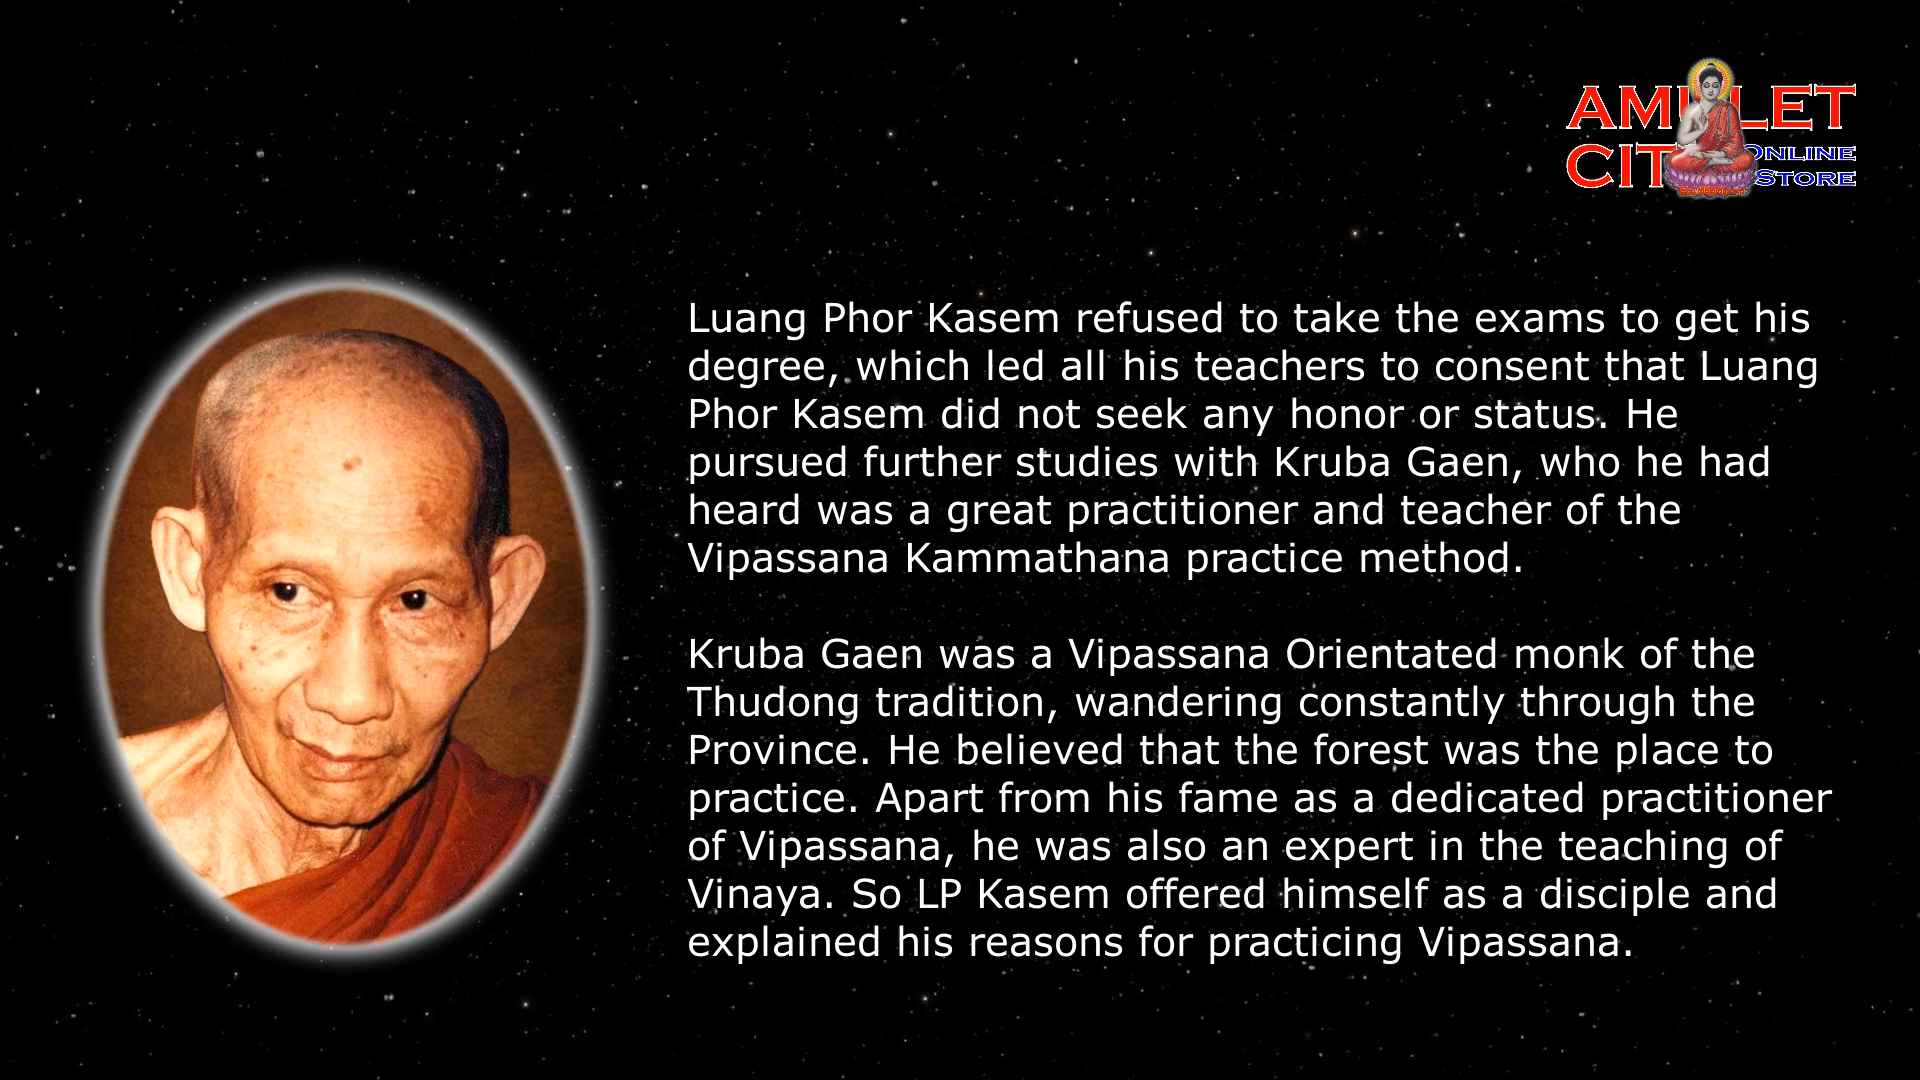 AMULET
CITY ONLINE
STORE
Luang Phor Kasem refused to take the exams to get his
degree, which led all his teachers to consent that Luang
Phor Kasem did not seek any honor or status. He
pursued further studies with Kruba Gaen, who he had
heard was a great practitioner and teacher of the
Vipassana Kammathana practice method.
Kruba Gaen was a Vipassana Orientated monk of the
Thudong tradition, wandering constantly through the
Province. He believed that the forest was the place to
practice. Apart from his fame as a dedicated practitioner
of Vipassana, he was also an expert in the teaching of
Vinaya. So LP Kasem offered himself as a disciple and
explained his reasons for practicing Vipassana.